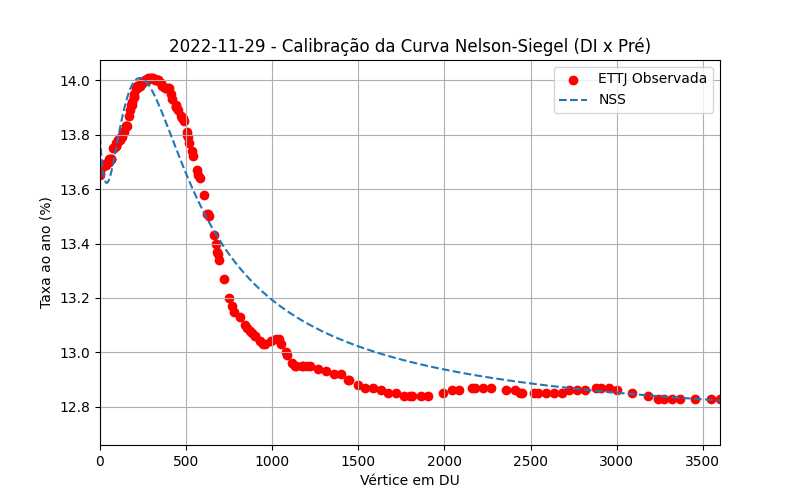 2022-11-29 - Calibração da Curva Nelson-Siegel (DI x Pré)
ETTJ Observada
NSS
Taxa ao ano (%)
14.0
13.8
13.6
13.4
13.2
13.0
12.8
0 500 1000 1500 2000 2500 3000 3500
Vértice em DU